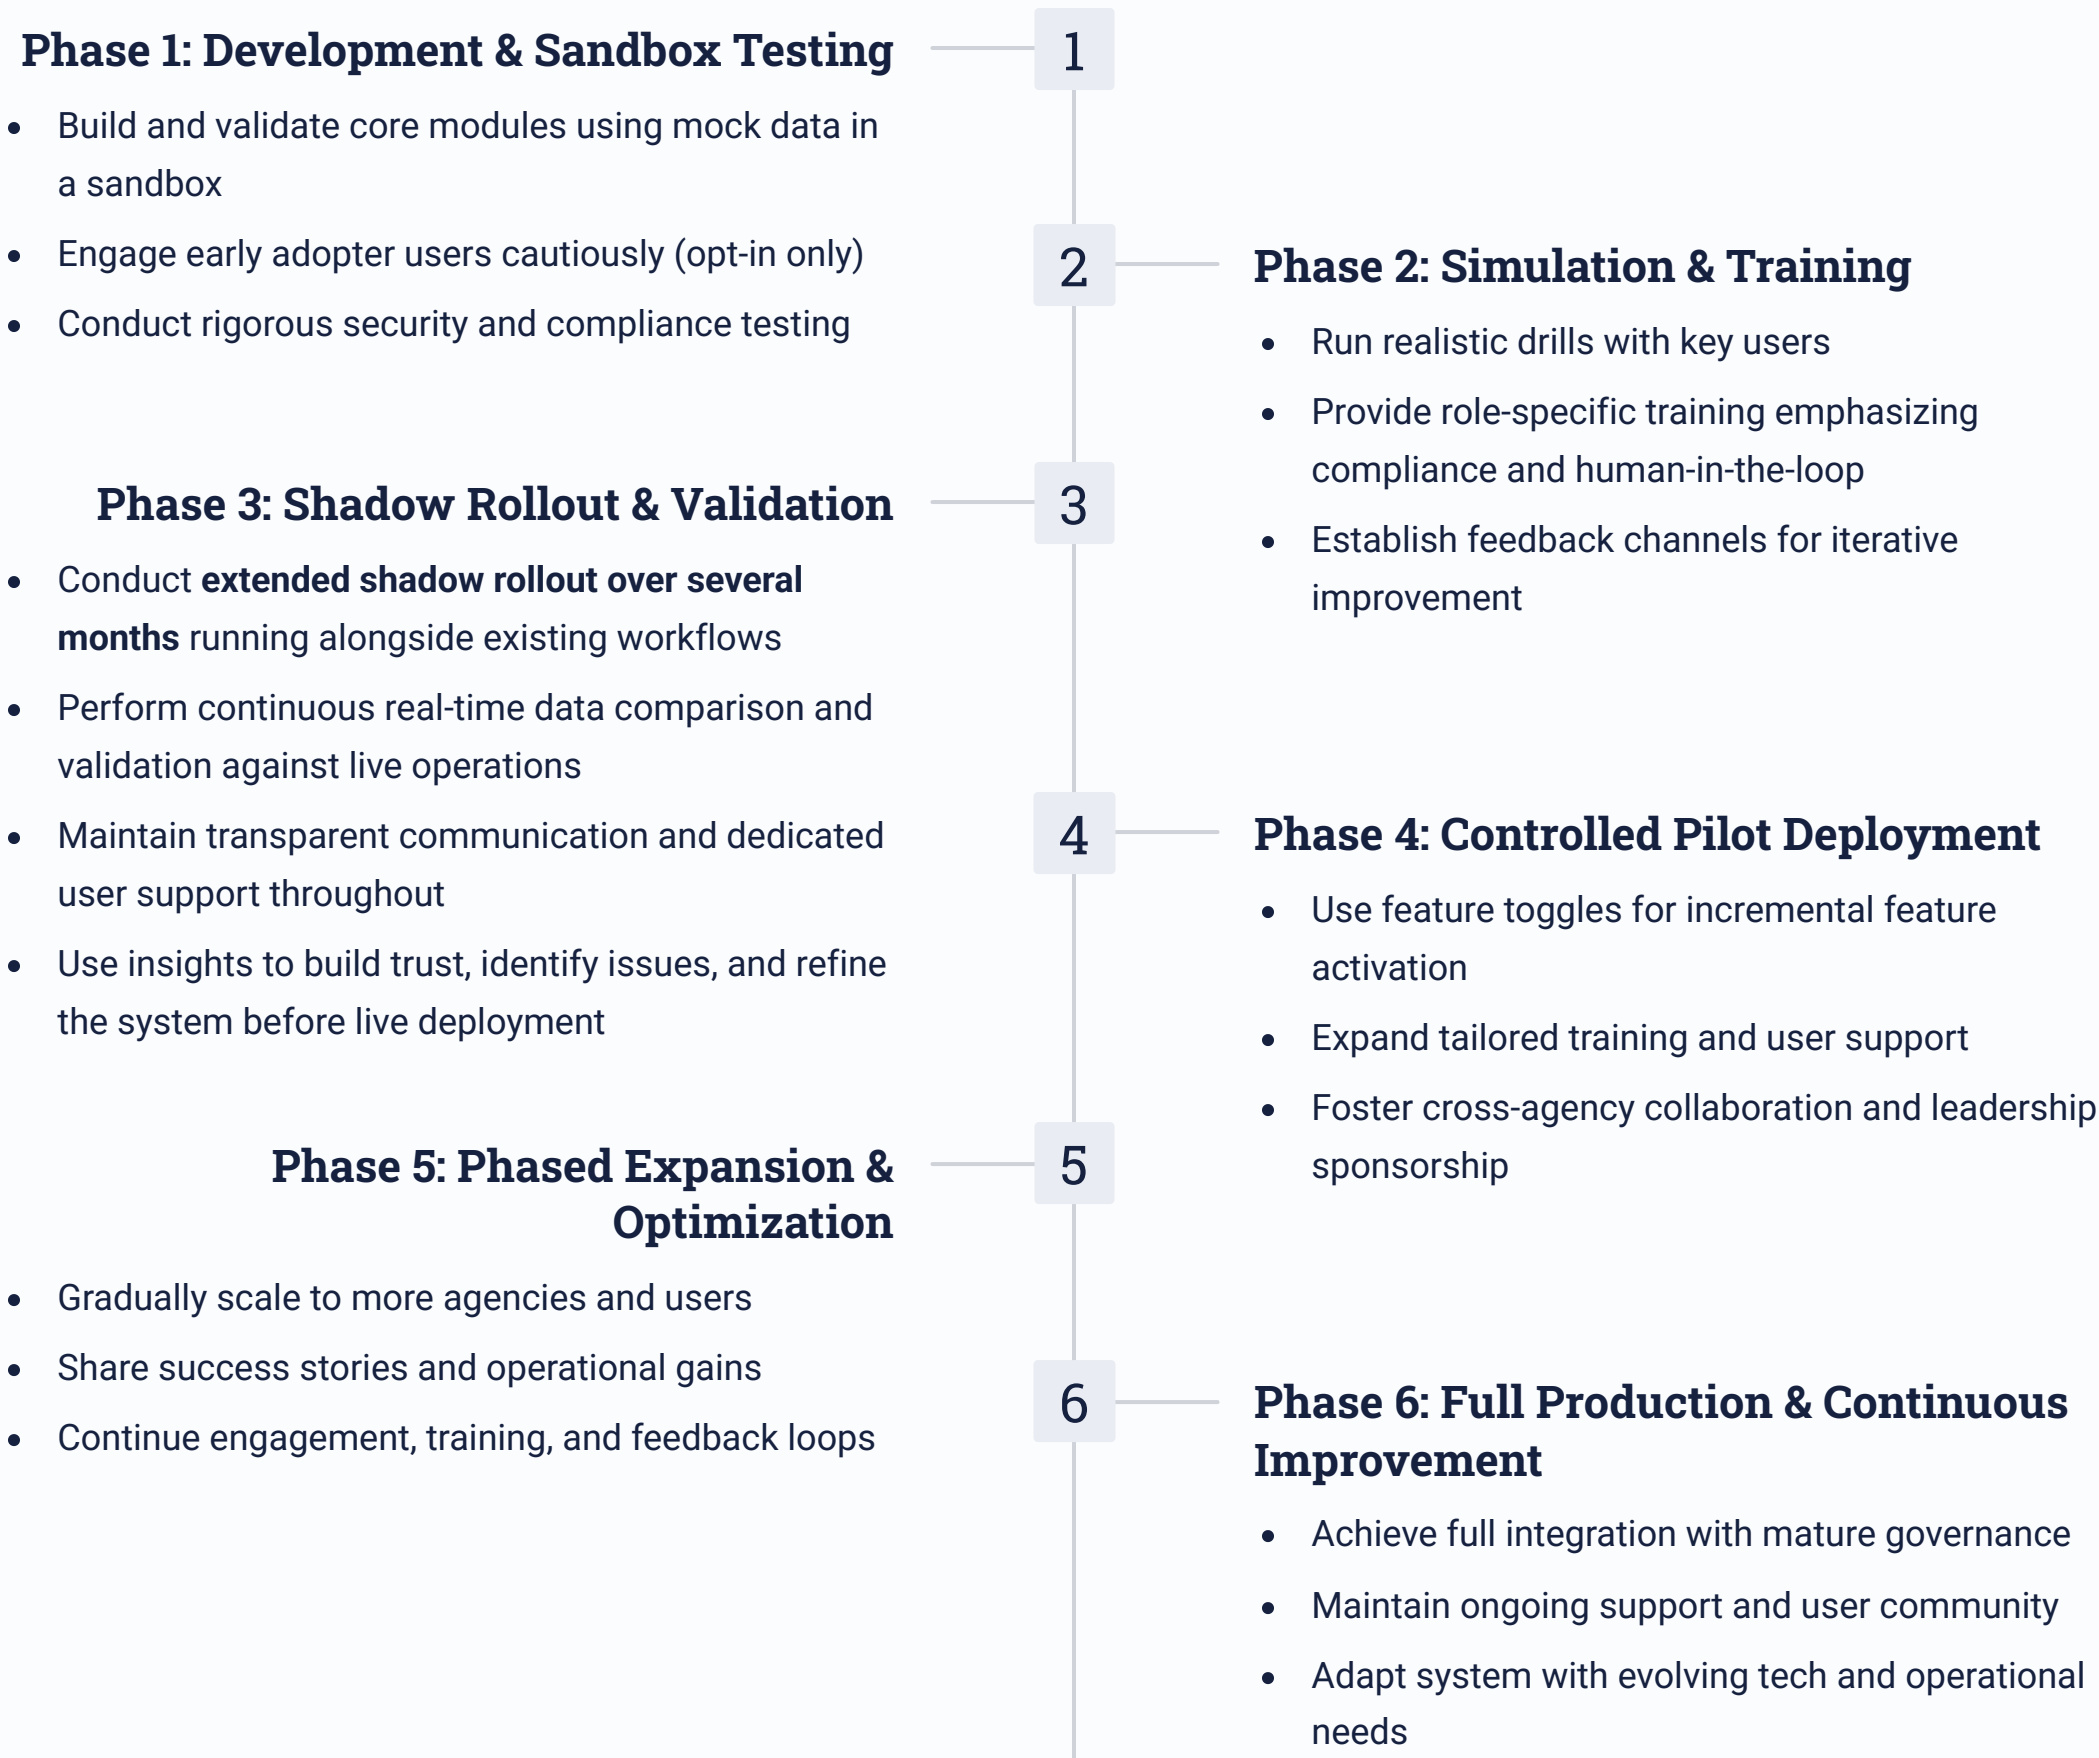 Phase 1: Development & Sandbox Testing
• Build and validate core modules using mock data in
a sandbox
• Engage early adopter users cautiously (opt-in only)
• Conduct rigorous security and compliance testing
1
2
Phase 2: Simulation & Training
• Run realistic drills with key users
• Provide role-specific training emphasizing
compliance and human-in-the-loop
• Establish feedback channels for iterative
improvement
Phase 3: Shadow Rollout & Validation
• Conduct extended shadow rollout over several
months running alongside existing workflows
• Perform continuous real-time data comparison and
validation against live operations
• Maintain transparent communication and dedicated
user support throughout
• Use insights to build trust, identify issues, and refine
the system before live deployment
3
4
Phase 4: Controlled Pilot Deployment
• Use feature toggles for incremental feature
activation
• Expand tailored training and user support
• Foster cross-agency collaboration and leadership
sponsorship
Phase 5: Phased Expansion &
Optimization
• Gradually scale to more agencies and users
• Share success stories and operational gains
• Continue engagement, training, and feedback loops
5
6
Phase 6: Full Production & Continuous
Improvement
• Achieve full integration with mature governance
• Maintain ongoing support and user community
• Adapt system with evolving tech and operational
needs